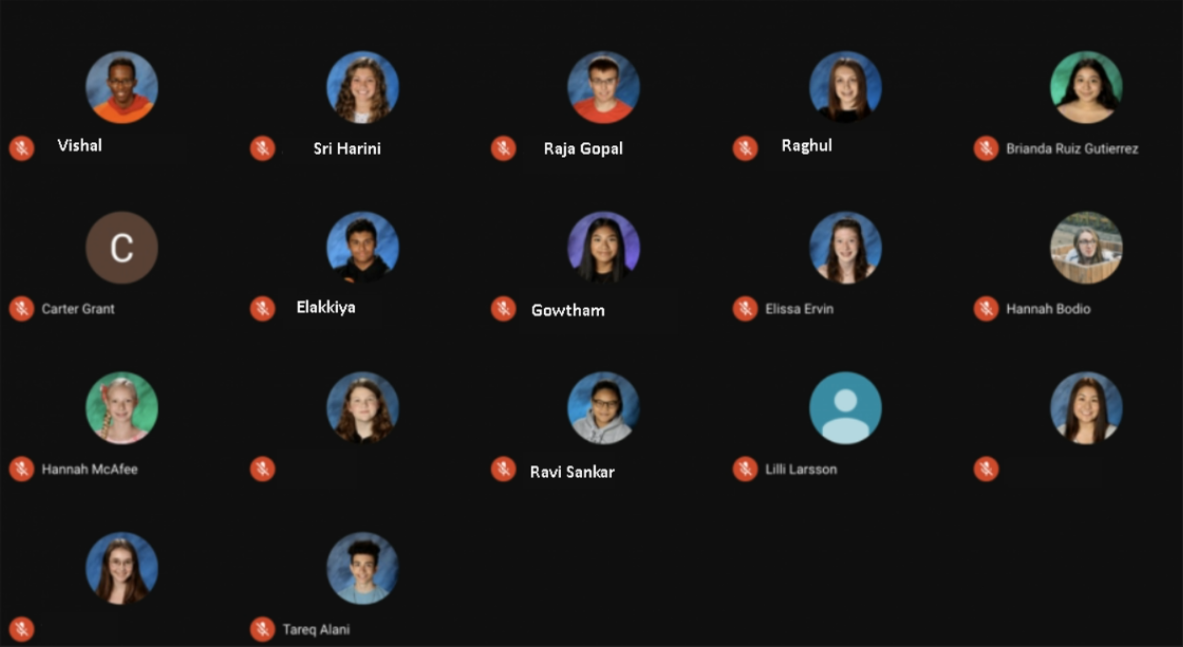 Vishal
Sri Harini
Raja Gopal
Raghul
Brianda Ruiz Gutierrez
C
Carter Grant
Elakkiya
Gowtham
Elissa Ervin
Hannah Bodio
Hannah McAfee
Ravi Sankar
Lilli Larsson
Tareq Alani